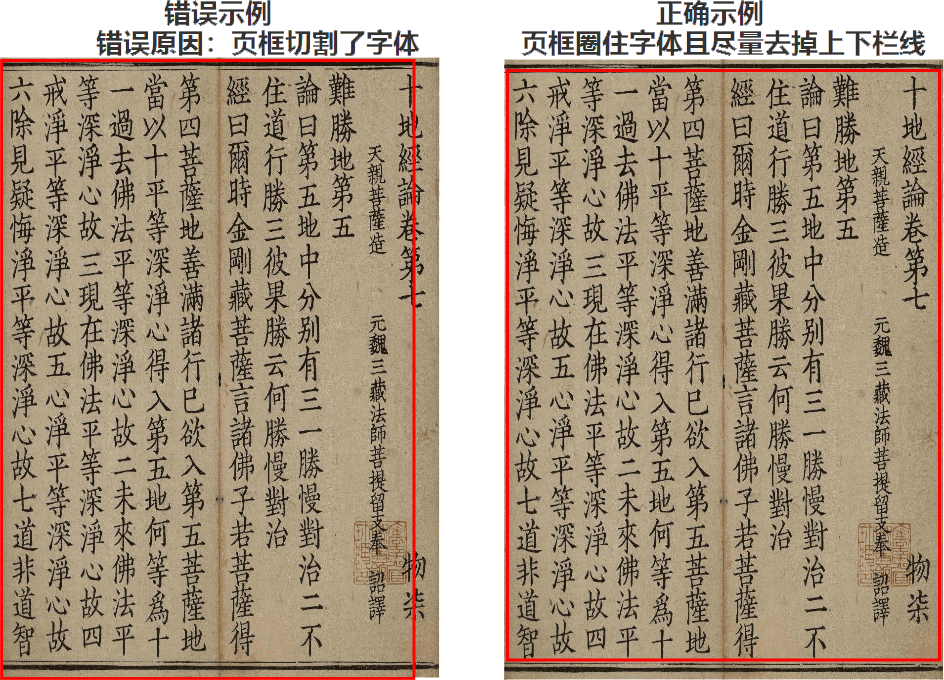 错误示例
错误原因：页框切割了字体
十地經論卷第七 物柒
天親菩薩造 元魏三藏法師菩提留支奉 詔譯
難勝地第五
論曰第五地中分別有三一勝慢對治二不
住道行勝三彼果勝云何勝慢對治
經曰爾時金剛藏菩薩言諸佛子若菩薩得
第四菩薩地善滿諸行已欲入第五菩薩地
當以十平等深淨心得入第五地何等爲十
一過去佛法平等深淨心故二未來佛法平
等深淨心故三現在佛法平等深淨心故四
戒淨平等深淨心故五心淨平等深淨心故
六除見疑悔淨平等深淨心故七道非道智
正确示例
页框圈住字体且尽量去掉上下栏线
十地經論卷第七 物柒
天親菩薩造 元魏三藏法師菩提留支奉 詔譯
難勝地第五
論曰第五地中分別有三一勝慢對治二不
住道行勝三彼果勝云何勝慢對治
經曰爾時金剛藏菩薩言諸佛子若菩薩得
第四菩薩地善滿諸行已欲入第五菩薩地
當以十平等深淨心得入第五地何等爲十
一過去佛法平等深淨心故二未來佛法平
等深淨心故三現在佛法平等深淨心故四
戒淨平等深淨心故五心淨平等深淨心故
六除見疑悔淨平等深淨心故七道非道智